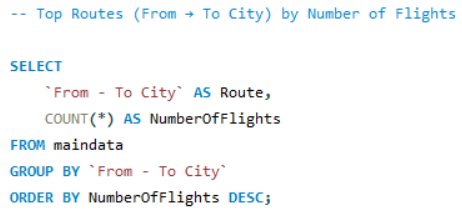 -- Top Routes (From → To City) by Number of Flights
SELECT
`From - To City` AS Route,
COUNT(*) AS NumberOfFlights
FROM maindata
GROUP BY `From - To City`
ORDER BY NumberOfFlights DESC;